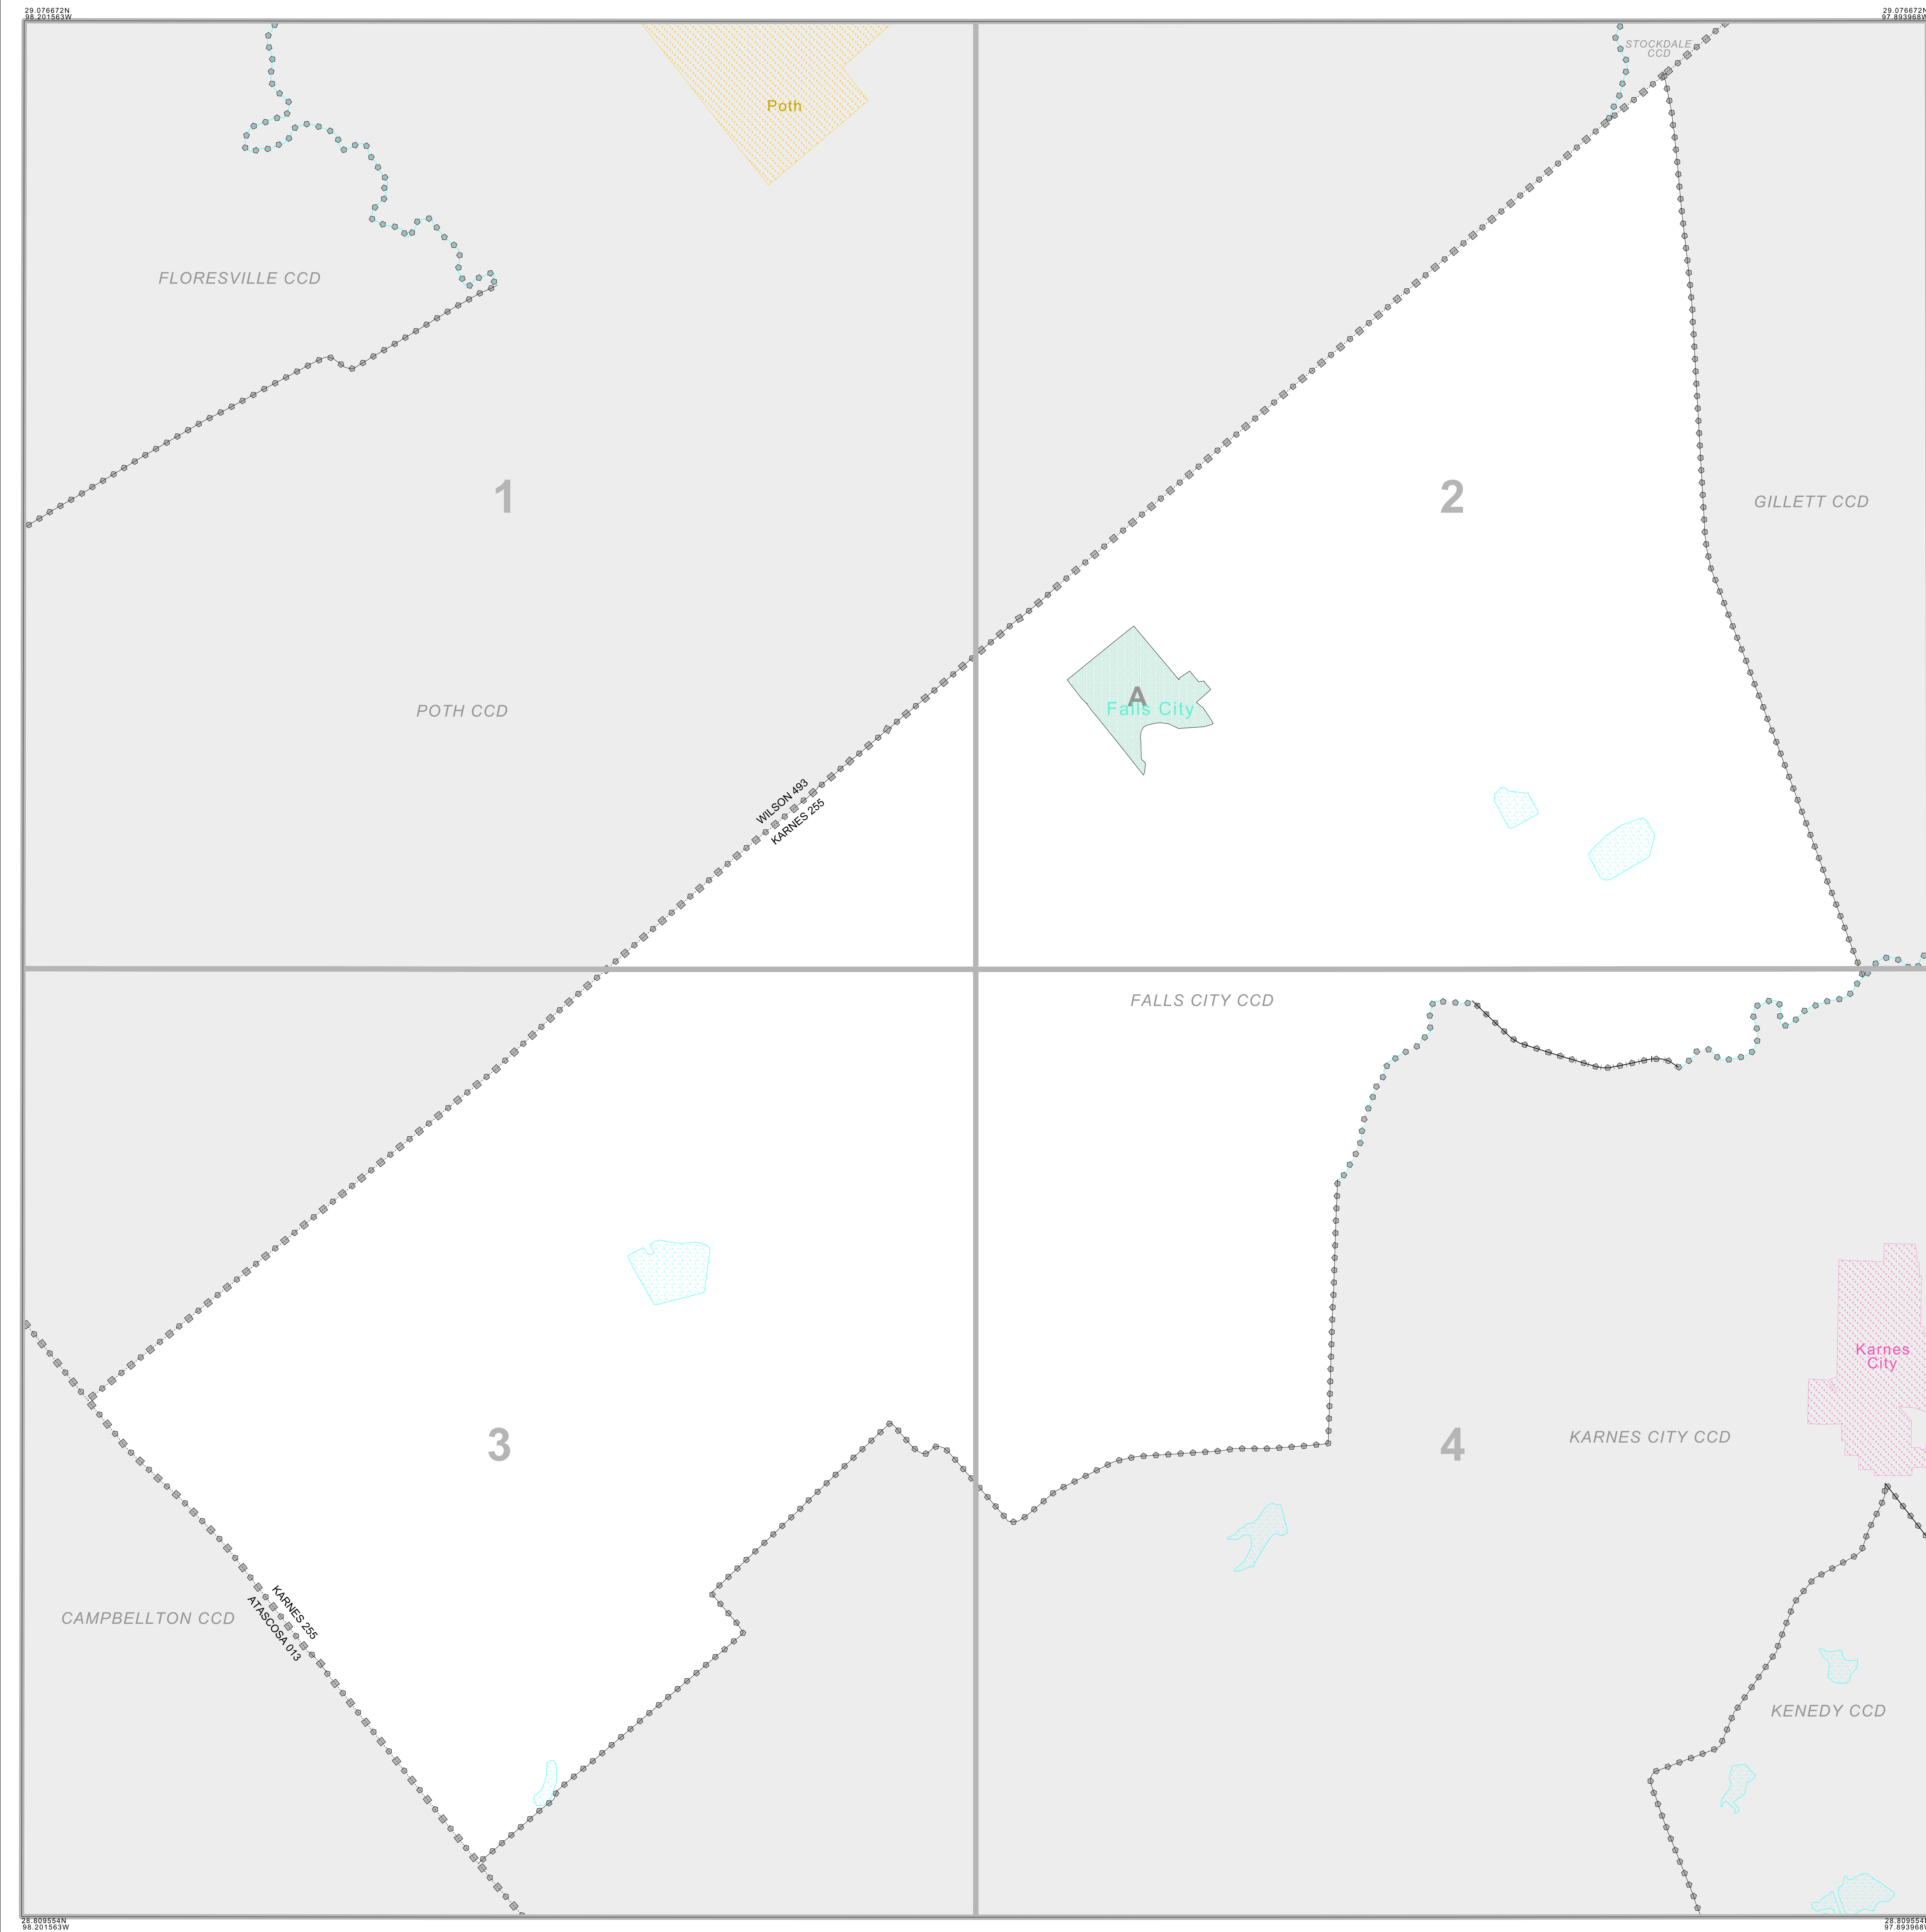 29.076672N
98.201563W
29.076672N
97.893968W
STOCKDALE
CCD
Poth
FLORESVILLE CCD
1
2
GILLETT CCD
A
Falls City
POTH CCD
WILSON 493
KARNES 255
FALLS CITY CCD
Karnes
City
3
4
KARNES CITY CCD
KARNES 255
ATASCOSA 013
CAMPBELLTON CCD
KENEDY CCD
28.809554N
98.201563W
28.809554N
97.893968W